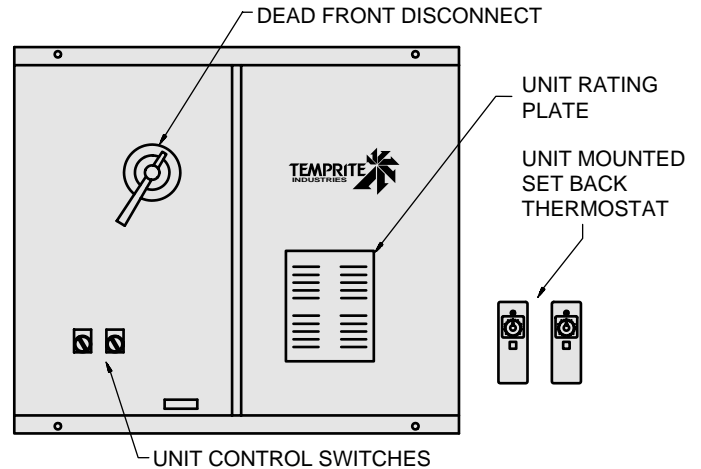 DEAD FRONT DISCONNECT
UNIT RATING
PLATE
UNIT MOUNTED
SET BACK
THERMOSTAT
TEMPRITE
INDUSTRIES
UNIT CONTROL SWITCHES